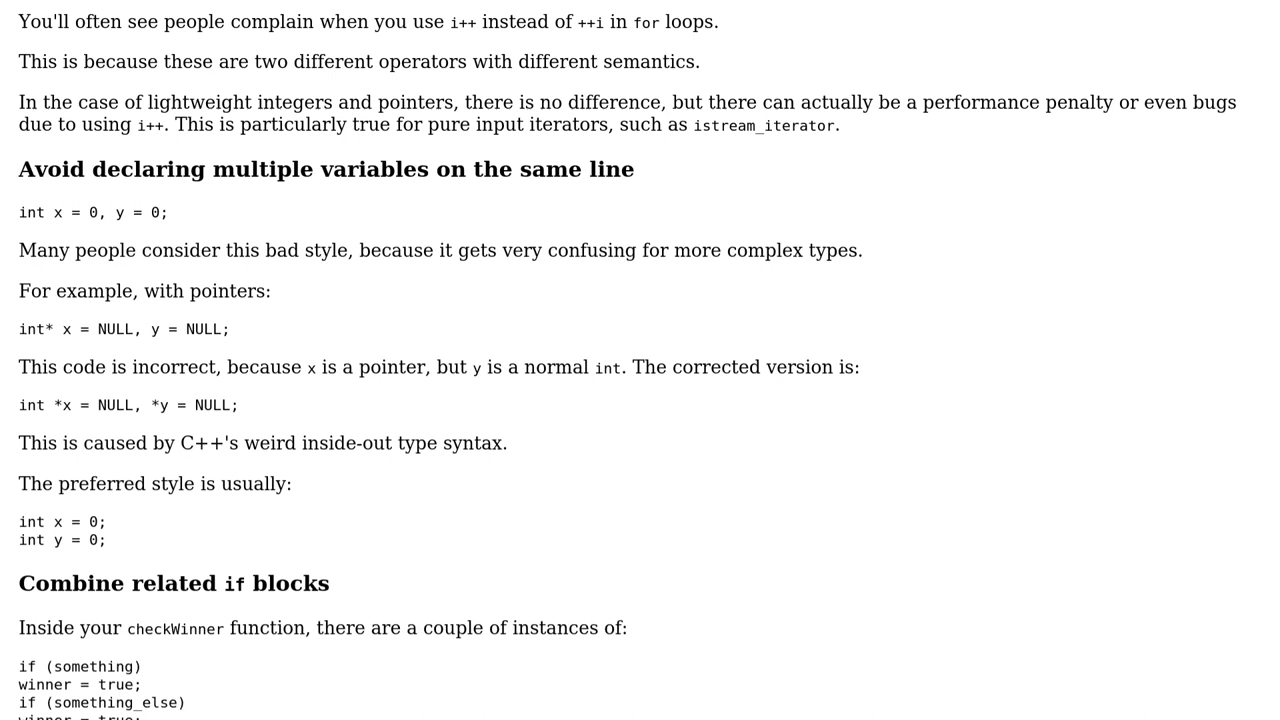 You'll often see people complain when you use i++ instead of ++i in for loops.
This is because these are two different operators with different semantics.
In the case of lightweight integers and pointers, there is no difference, but there can actually be a performance penalty or even bugs
due to using i++. This is particularly true for pure input iterators, such as istream_iterator.
Avoid declaring multiple variables on the same line
int x = 0, y = 0;
Many people consider this bad style, because it gets very confusing for more complex types.
For example, with pointers:
int* x = NULL, y = NULL;
This code is incorrect, because x is a pointer, but y is a normal int. The corrected version is:
int *x = NULL, *y = NULL;
This is caused by C++'s weird inside-out type syntax.
The preferred style is usually:
int x = 0;
int y = 0;
Combine related if blocks
Inside your checkWinner function, there are a couple of instances of:
if (something)
winner = true;
if (something_else)
winner = true;